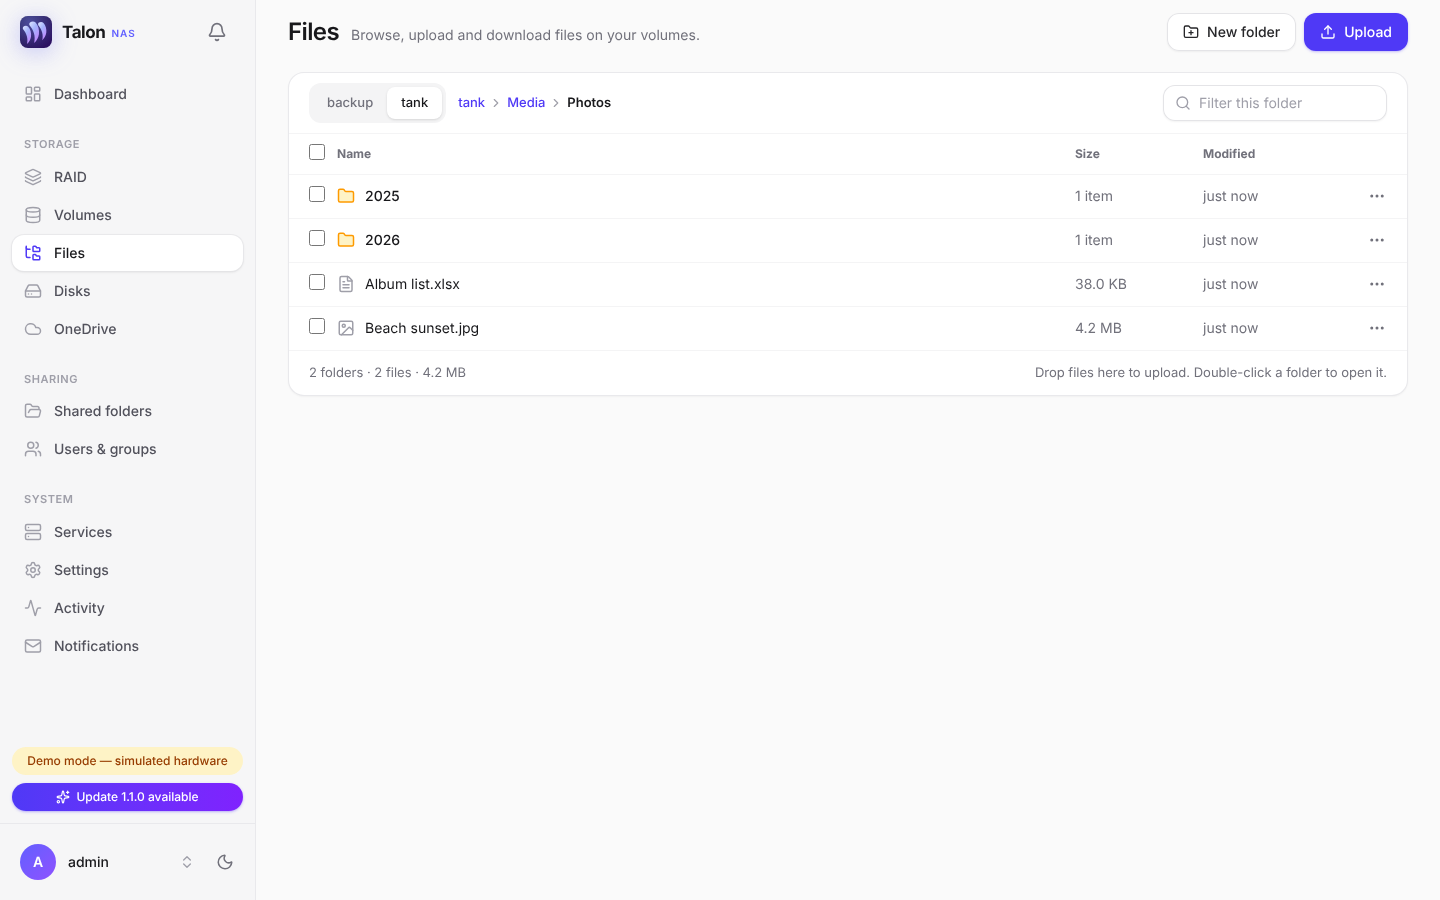 Talon NAS
Dashboard
STORAGE
RAID
Volumes
Files
Disks
OneDrive
SHARING
Shared folders
Users & groups
SYSTEM
Services
Settings
Activity
Notifications
Demo mode — simulated hardware
Update 1.1.0 available
A admin
Files Browse, upload and download files on your volumes.
New folder Upload
backup tank tank Media Photos Filter this folder
Name Size Modified
2025 1 item just now
2026 1 item just now
Album list.xlsx 38.0 KB just now
Beach sunset.jpg 4.2 MB just now
2 folders · 2 files · 4.2 MB Drop files here to upload. Double-click a folder to open it.